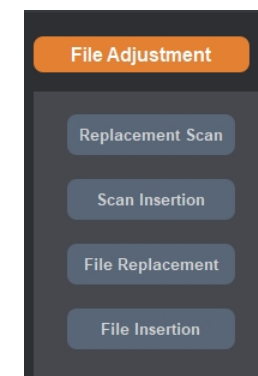 File Adjustment
Replacement Scan
Scan Insertion
File Replacement
File Insertion